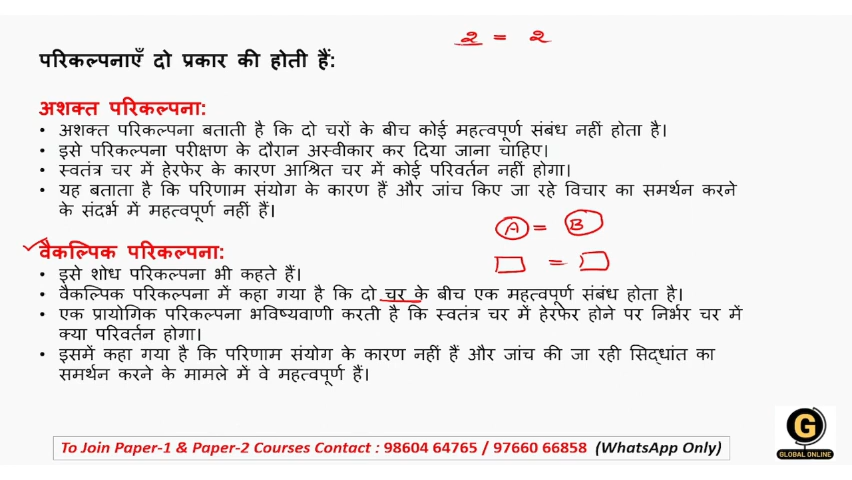 2 = 2
परिकल्पनाएँ दो प्रकार की होती हैं:
अशक्त परिकल्पना:
• अशक्त परिकल्पना बताती है कि दो चरों के बीच कोई महत्वपूर्ण संबंध नहीं होता है।
• इसे परिकल्पना परीक्षण के दौरान अस्वीकार कर दिया जाना चाहिए।
• स्वतंत्र चर में हेरफेर के कारण आश्रित चर में कोई परिवर्तन नहीं होगा।
• यह बताता है कि परिणाम संयोग के कारण हैं और जांच किए जा रहे विचार का समर्थन करने
के संदर्भ में महत्वपूर्ण नहीं हैं।
A = B
=
वैकल्पिक परिकल्पना:
• इसे शोध परिकल्पना भी कहते हैं।
• वैकल्पिक परिकल्पना में कहा गया है कि दो चर के बीच एक महत्वपूर्ण संबंध होता है।
• एक प्रायोगिक परिकल्पना भविष्यवाणी करती है कि स्वतंत्र चर में हेरफेर होने पर निर्भर चर में
क्या परिवर्तन होगा।
• इसमें कहा गया है कि परिणाम संयोग के कारण नहीं हैं और जांच की जा रही सिद्धांत का
समर्थन करने के मामले में वे महत्वपूर्ण हैं।
To Join Paper-1 & Paper-2 Courses Contact : 98604 64765 / 97660 66858 (WhatsApp Only)
G
GLOBAL ONLINE